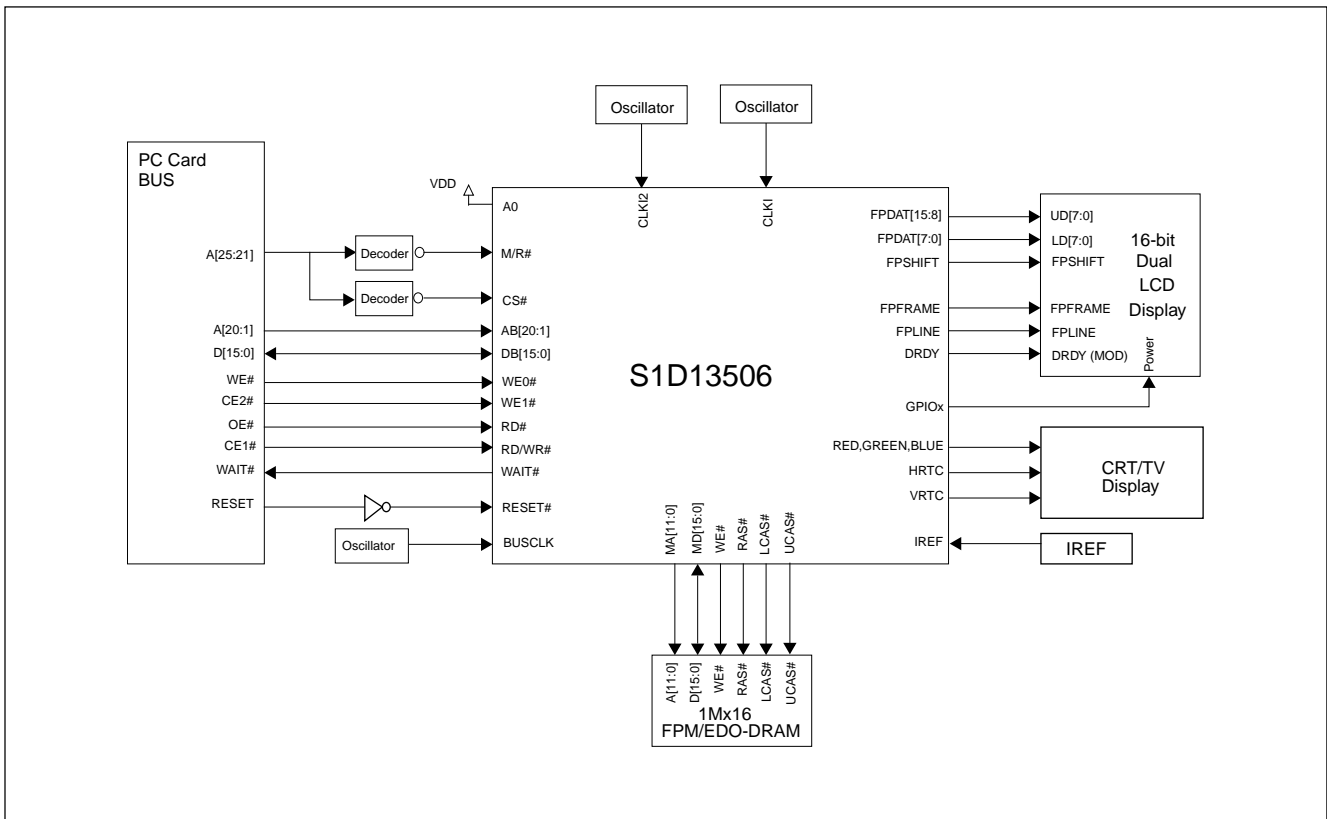 Oscillator
Oscillator
PC Card
BUS
A[25:21]
A[20:1]
D[15:0]
WE#
CE2#
OE#
CE1#
WAIT#
RESET
VDD
Decoder
Decoder
Oscillator
A0
M/R#
CS#
AB[20:1]
DB[15:0]
WE0#
WE1#
RD#
RD/WR#
WAIT#
RESET#
BUSCLK
CLKI2
CLKI
S1D13506
FPDAT[15:8]
FPDAT[7:0]
FPSHIFT
FPFRAME
FPLINE
DRDY
GPIOx
RED,GREEN,BLUE
HRTC
VRTC
IREF
UD[7:0]
LD[7:0]
FPSHIFT
FPFRAME
FPLINE
DRDY (MOD)
16-bit
Dual
LCD
Display
Power
CRT/TV
Display
IREF
MA[11:0]
MD[15:0]
WE#
RAS#
LCAS#
UCAS#
A[11:0]
D[15:0]
WE#
RAS#
LCAS#
UCAS#
1Mx16
FPM/EDO-DRAM